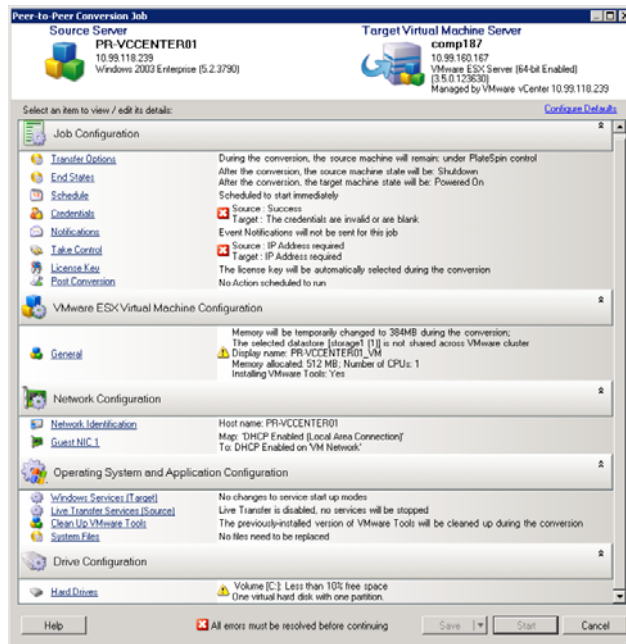 Peer-to-Peer Conversion Job
Source Server
PR-VCCENTER01
10.99.118.239
Windows 2003 Enterprise (5.2.3790)
Target Virtual Machine Server
comp187
10.99.160.167
VMware ESX Server [64-bit Enabled]
(3.5.0.123630)
Managed by VMware vCenter 10.99.118.239
Select an item to view / edit its details:
Configure Defaults
Job Configuration
Transfer Options
During the conversion, the source machine will remain: under PlateSpin control
End States
After the conversion, the source machine state will be: Shutdown
After the conversion, the target machine state will be: Powered On
Schedule
Scheduled to start immediately
Credentials
Source : Success
Target : The credentials are invalid or are blank
Notifications
Event Notifications will not be sent for this job
Take Control
Source : IP Address required
Target : IP Address required
License Key
The license key will be automatically selected during the conversion
Post Conversion
No Action scheduled to run
VMware ESX Virtual Machine Configuration
General
Memory will be temporarily changed to 384MB during the conversion;
The selected datastore [storage1 (1)] is not shared across VMware cluster
Display name: PR-VCCENTER01_VM
Memory allocated: 512 MB; Number of CPUs: 1
Installing VMware Tools: Yes
Network Configuration
Network Identification
Host name: PR-VCCENTER01
Guest NIC 1
Map: 'DHCP Enabled (Local Area Connection)'
To: DHCP Enabled on 'VM Network'
Operating System and Application Configuration
Windows Services (Target)
No changes to service start up modes
Live Transfer Services (Source)
Live Transfer is disabled, no services will be stopped
Clean Up VMware Tools
The previously-installed version of VMware Tools will be cleaned up during the conversion
System Files
No files need to be replaced
Drive Configuration
Hard Drives
Volume [C:]: Less than 10% free space
One virtual hard disk with one partition.
Help
All errors must be resolved before continuing
Save
Start
Cancel